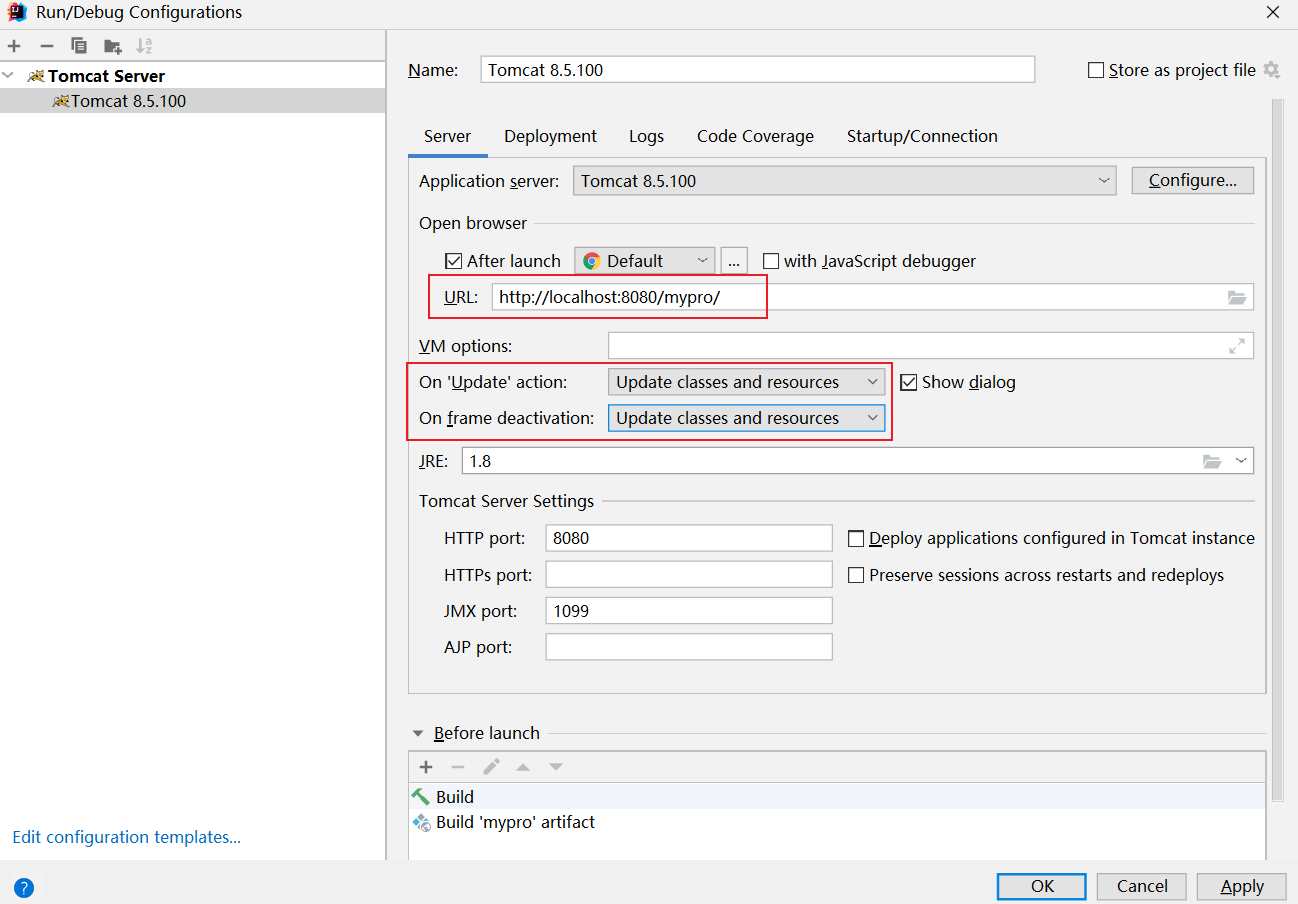 Run/Debug Configurations
Tomcat Server
Tomcat 8.5.100
Edit configuration templates...
Name: Tomcat 8.5.100 Store as project file
Server Deployment Logs Code Coverage Startup/Connection
Application server: Tomcat 8.5.100 Configure...
Open browser
After launch Default ... with JavaScript debugger
URL: http://localhost:8080/mypro/
VM options:
On 'Update' action: Update classes and resources Show dialog
On frame deactivation: Update classes and resources
JRE: 1.8
Tomcat Server Settings
HTTP port: 8080 Deploy applications configured in Tomcat instance
HTTPs port: Preserve sessions across restarts and redeploys
JMX port: 1099
AJP port:
Before launch
Build
Build 'mypro' artifact
? OK Cancel Apply